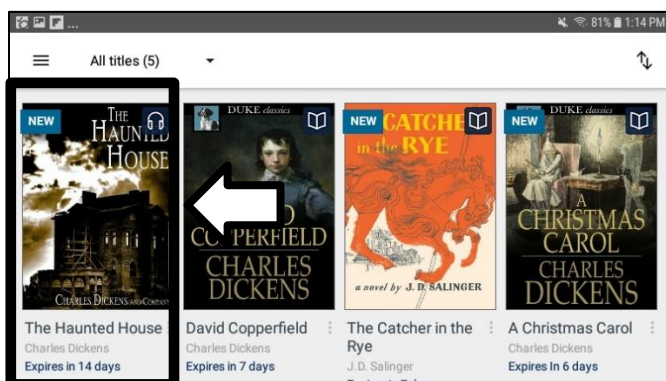 ... 81% 1:14 PM
All titles (5)
NEW
THE
HAUNTED
HOUSE
CHARLES DICKENS AND COMPANY
DUKE classics
COPPERFIELD
CHARLES
DICKENS
NEW
CATCHER
in the RYE
a novel by J. D. SALINGER
NEW
DUKE classics
A
CHRISTMAS
CAROL
CHARLES
DICKENS
The Haunted House
Charles Dickens
Expires in 14 days
David Copperfield
Charles Dickens
Expires in 7 days
The Catcher in the
Rye
J.D. Salinger
A Christmas Carol
Charles Dickens
Expires In 6 days